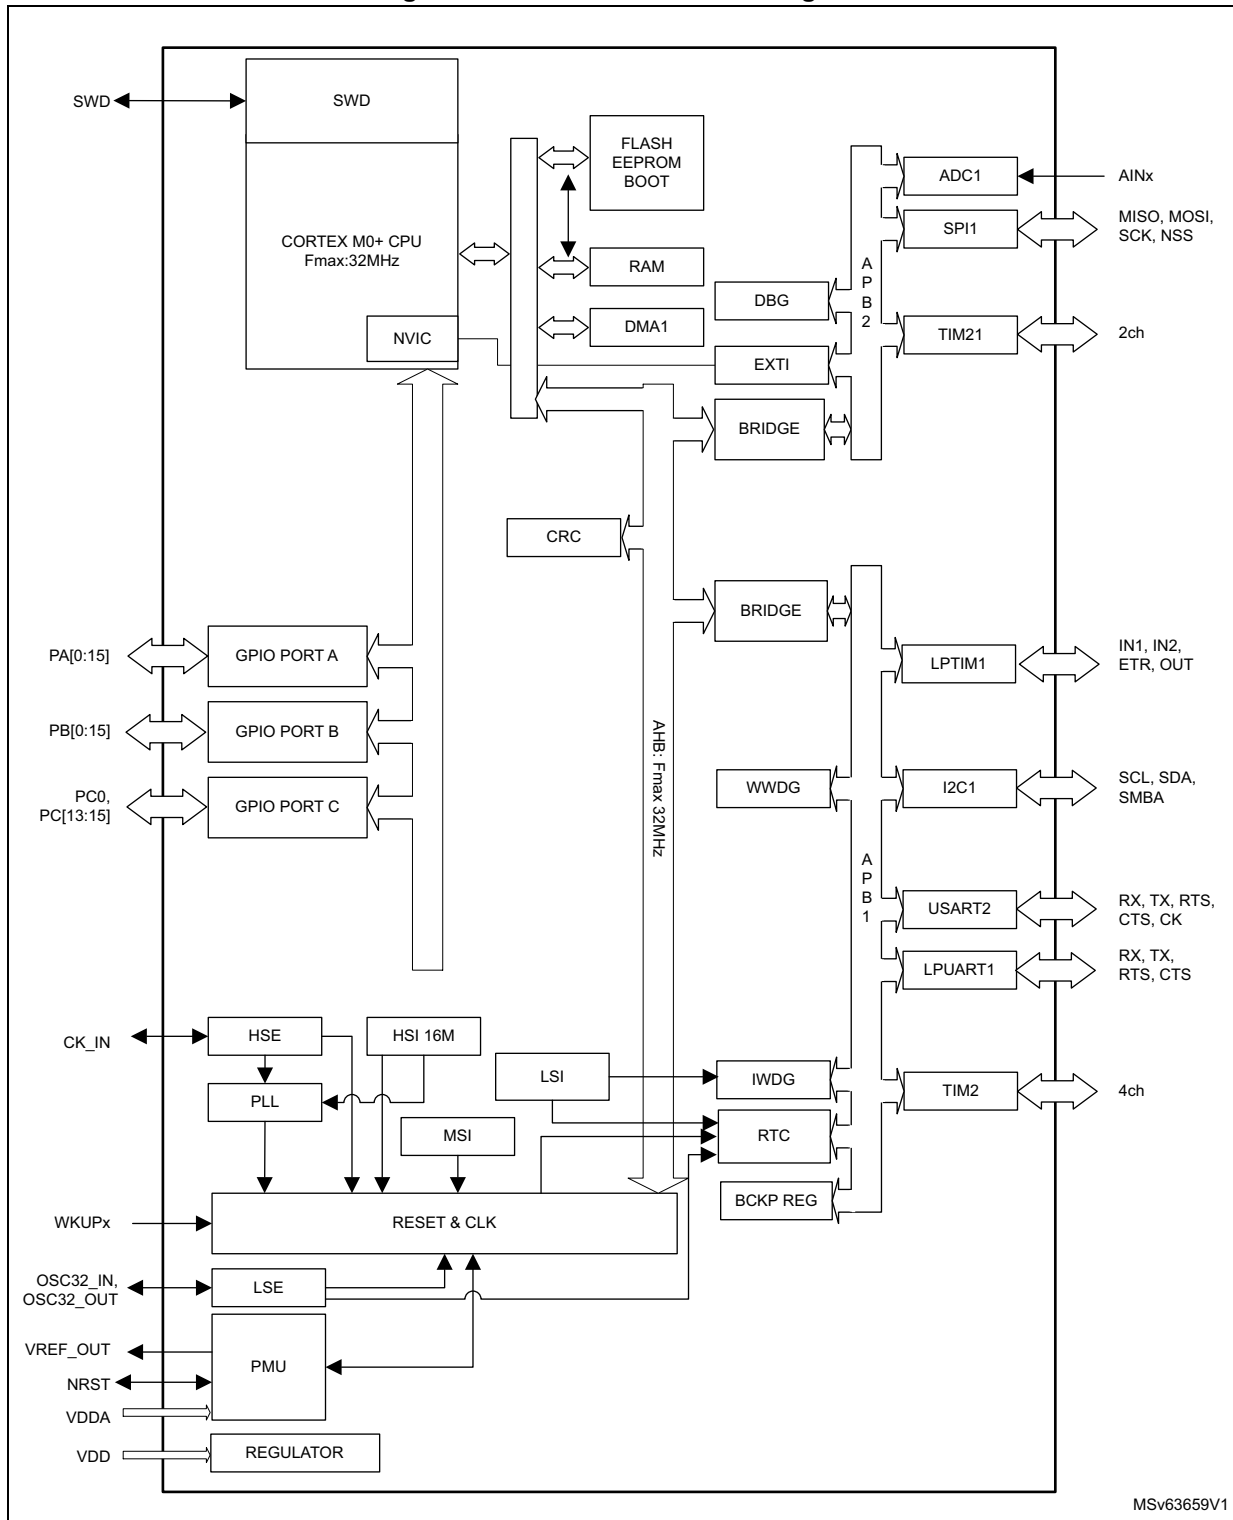 SWD
SWD
CORTEX M0+ CPU
Fmax:32MHz
NVIC
FLASH
EEPROM
BOOT
RAM
DMA1
DBG
EXTI
BRIDGE
A
P
B
2
ADC1
AINx
SPI1
MISO, MOSI,
SCK, NSS
TIM21
2ch
CRC
BRIDGE
AHB: Fmax 32MHz
PA[0:15]
GPIO PORT A
PB[0:15]
GPIO PORT B
PC0,
PC[13:15]
GPIO PORT C
LPTIM1
IN1, IN2,
ETR, OUT
WWDG
I2C1
SCL, SDA,
SMBA
A
P
B
1
USART2
RX, TX, RTS,
CTS, CK
LPUART1
RX, TX,
RTS, CTS
CK_IN
HSE
HSI 16M
PLL
MSI
LSI
IWDG
RTC
BCKP REG
TIM2
4ch
WKUPx
RESET & CLK
OSC32_IN,
OSC32_OUT
LSE
VREF_OUT
NRST
PMU
VDDA
VDD
REGULATOR
MSv63659V1